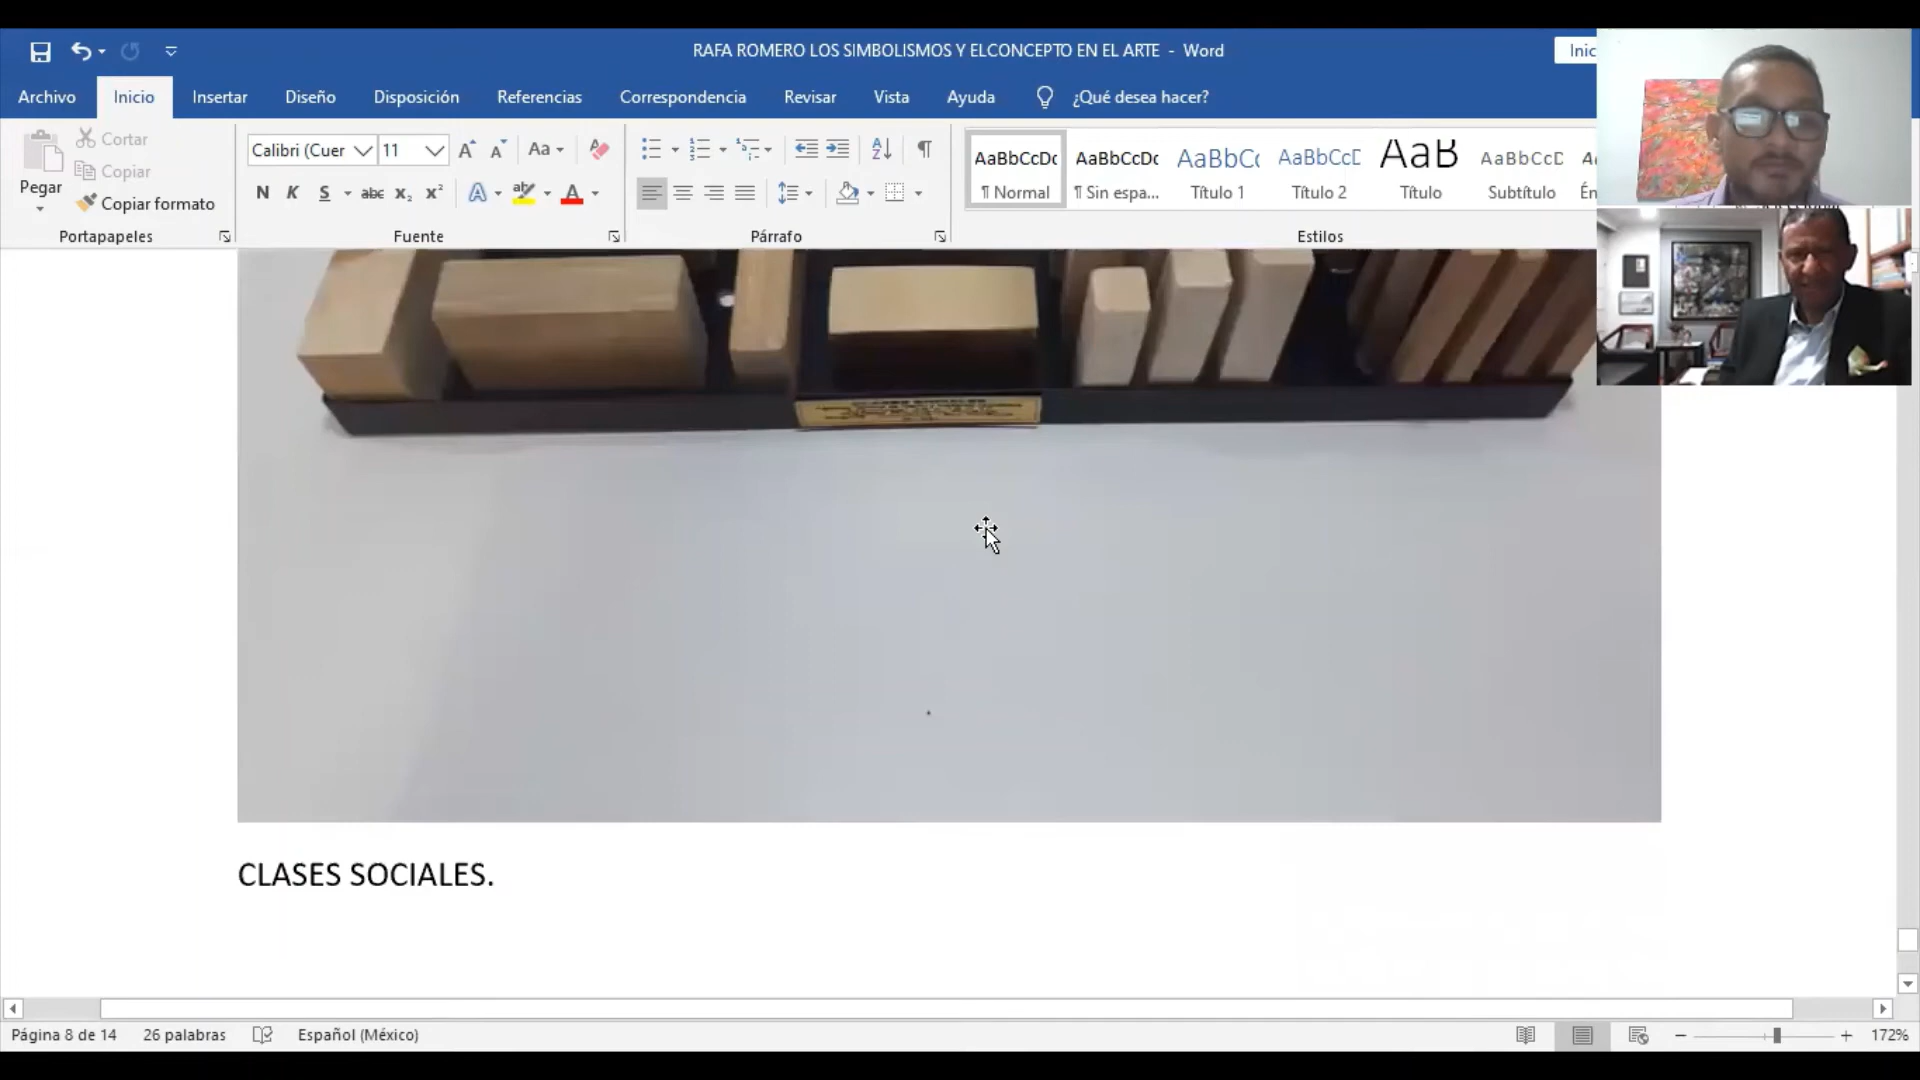 RAFA ROMERO LOS SIMBOLISMOS Y ELCONCEPTO EN EL ARTE - Word
Inic
Archivo
Inicio
Insertar
Diseño
Disposición
Referencias
Correspondencia
Revisar
Vista
Ayuda
¿Qué desea hacer?
Pegar
Cortar
Copiar
Copiar formato
Portapapeles
Calibri (Cuer
11
Aa
N K S abc x₂ x²
A
Fuente
Párrafo
AaBbCcDc
¶ Normal
AaBbCcDc
¶ Sin espa...
AaBbCc
Título 1
AaBbCcD
Título 2
AaB
Título
AaBbCcD
Subtítulo
Én
Estilos
CLASES SOCIALES.
Página 8 de 14
26 palabras
Español (México)
172%